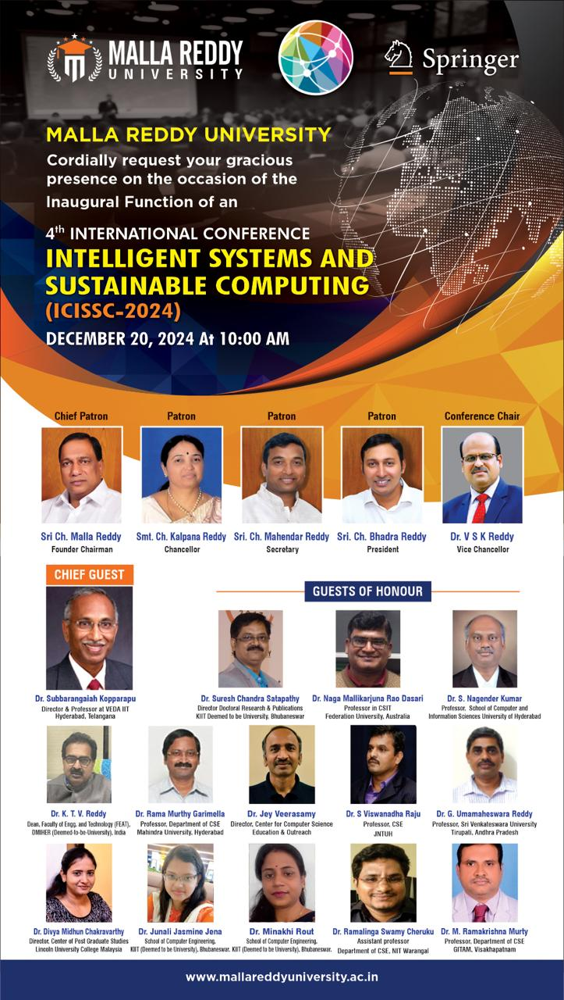 MALLA REDDY
UNIVERSITY
Springer
MALLA REDDY UNIVERSITY
Cordially request your gracious
presence on the occasion of the
Inaugural Function of an
4th INTERNATIONAL CONFERENCE
INTELLIGENT SYSTEMS AND
SUSTAINABLE COMPUTING
(ICISSC-2024)
DECEMBER 20, 2024 At 10:00 AM
Chief Patron
Sri Ch. Malla Reddy
Founder Chairman
Patron
Smt. Ch. Kalpana Reddy
Chancellor
Patron
Sri. Ch. Mahendar Reddy
Secretary
Patron
Sri. Ch. Bhadra Reddy
President
Conference Chair
Dr. V S K Reddy
Vice Chancellor
CHIEF GUEST
Dr. Subbarangaiah Kopparapu
Director & Professor at VEDA IIT
Hyderabad, Telangana
GUESTS OF HONOUR
Dr. Suresh Chandra Satapathy
Director Doctoral Research & Publications
KIIT Deemed to be University, Bhubaneswar
Dr. Naga Mallikarjuna Rao Dasari
Professor in CSIT
Federation University, Australia
Dr. S. Nagender Kumar
Professor, School of Computer and
Information Sciences University of Hyderabad
Dr. K. T. V. Reddy
Dean, Faculty of Engg. and Technology (FEAT),
DMIHER (Deemed-to-be-University), India
Dr. Rama Murthy Garimella
Professor, Department of CSE
Mahindra University, Hyderabad
Dr. Jey Veerasamy
Director, Center for Computer Science
Education & Outreach
Dr. S Viswanadha Raju
Professor, CSE
JNTUH
Dr. G. Umamaheswara Reddy
Professor, Sri Venkateswara University
Tirupati, Andhra Pradesh
Dr. Divya Midhun Chakravarthy
Director, Center of Post Graduate Studies
Lincoln University College Malaysia
Dr. Junali Jasmine Jena
School of Computer Engineering,
KIIT (Deemed to be University), Bhubaneswar.
Dr. Minakhi Rout
School of Computer Engineering,
KIIT (Deemed to be University), Bhubaneswar.
Dr. Ramalinga Swamy Cheruku
Assistant professor
Department of CSE, NIT Warangal
Dr. M. Ramakrishna Murty
Professor, Department of CSE
GITAM, Visakhapatnam
www.mallareddyuniversity.ac.in